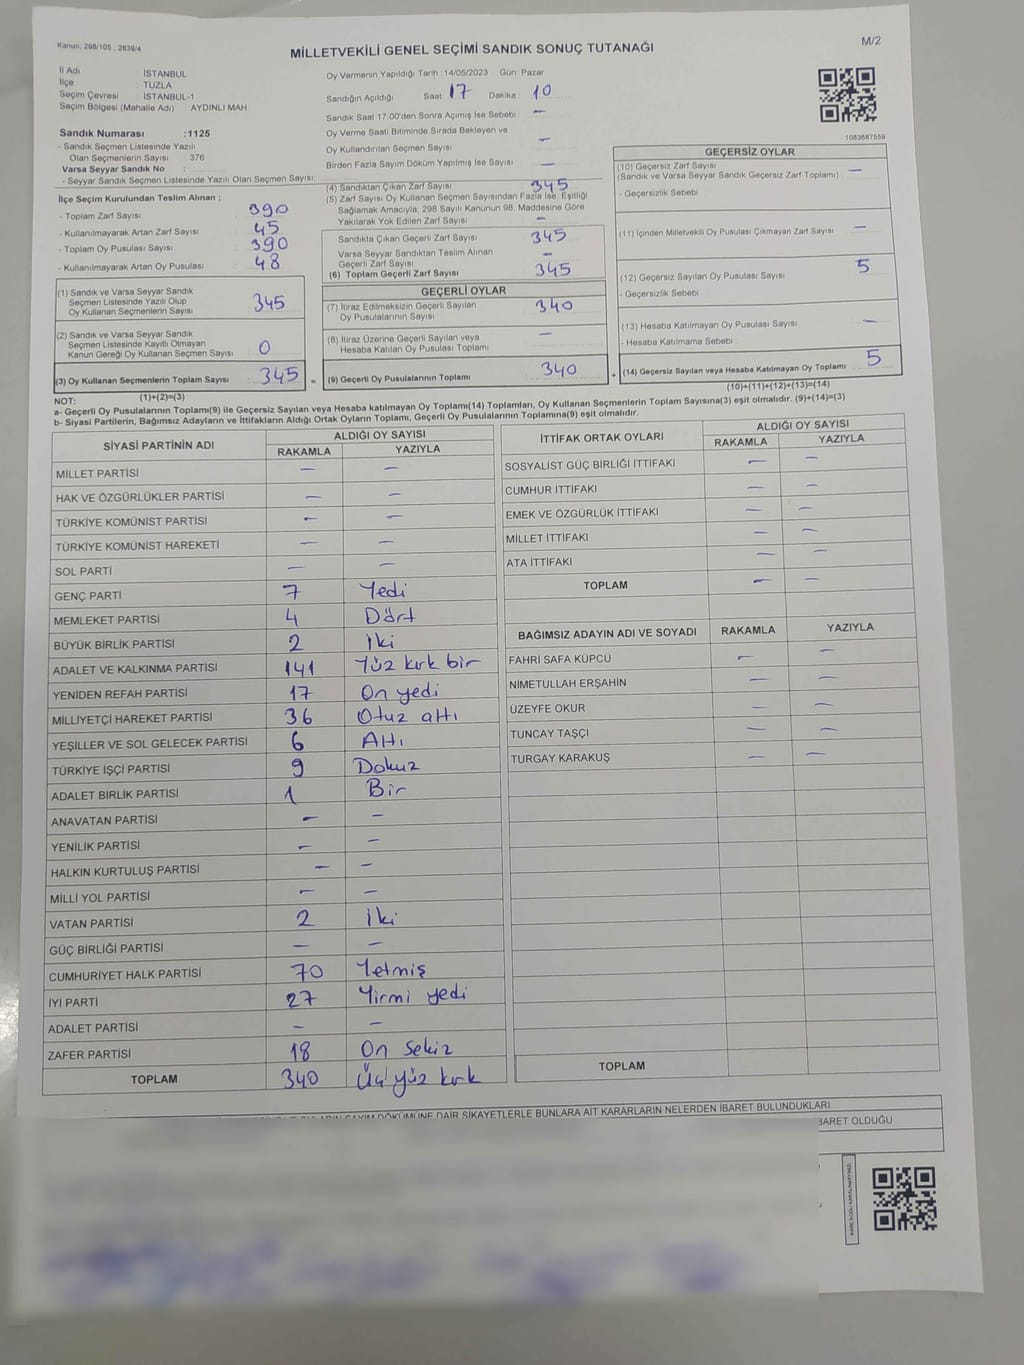 Kanun, 298/105 , 2839/4
M/2
MİLLETVEKİLİ GENEL SEÇİMİ SANDIK SONUÇ TUTANAĞI
İl Adı : İSTANBUL
İlçe : TUZLA
Seçim Çevresi : İSTANBUL-1
Seçim Bölgesi (Mahalle Adı) : AYDINLI MAH.
Oy Vermenin Yapıldığı Tarih :14/05/2023 Gün: Pazar
Sandığın Açıldığı Saat: 17 Dakika : 10
Sandık Saat 17:00'den Sonra Açımış İse Sebebi : —
Oy Verme Saati Bitiminde Sırada Bekleyen ve
Oy Kullandırılan Seçmen Sayısı —
Birden Fazla Sayım Döküm Yapılmış İse Sayısı : —
Sandık Numarası :1125
- Sandık Seçmen Listesinde Yazılı
Olan Seçmenlerin Sayısı : 376
Varsa Seyyar Sandık No :
- Seyyar Sandık Seçmen Listesinde Yazılı Olan Seçmen Sayısı:
1083687559
İlçe Seçim Kurulundan Teslim Alınan ;
- Toplam Zarf Sayısı : 390
- Kullanılmayarak Artan Zarf Sayısı : 45
- Toplam Oy Pusulası Sayısı : 390
- Kullanılmayarak Artan Oy Pusulası : 48
(1) Sandık ve Varsa Seyyar Sandık
Seçmen Listesinde Yazılı Olup
Oy Kullanan Seçmenlerin Sayısı : 345
(2) Sandık ve Varsa Seyyar Sandık
Seçmen Listesinde Kayıtlı Olmayan
Kanun Gereği Oy Kullanan Seçmen Sayısı : 0
(3) Oy Kullanan Seçmenlerin Toplam Sayısı : 345 =
(1)+(2)=(3)
(4) Sandıktan Çıkan Zarf Sayısı : 345
(5) Zarf Sayısı Oy Kullanan Seçmen Sayısından Fazla İse, Eşitliği
Sağlamak Amacıyla, 298 Sayılı Kanunun 98. Maddesine Göre
Yakılarak Yok Edilen Zarf Sayısı : —
Sandıkta Çıkan Geçerli Zarf Sayısı : 345
Varsa Seyyar Sandıktan Teslim Alınan
Geçerli Zarf Sayısı : —
(6) Toplam Geçerli Zarf Sayısı : 345
GEÇERLİ OYLAR
(7) İtiraz Edilmeksizin Geçerli Sayılan
Oy Pusulalarının Sayısı : 340
(8) İtiraz Üzerine Geçerli Sayılan veya
Hesaba Katılan Oy Pusulası Toplamı : —
(9) Geçerli Oy Pusulalarının Toplamı : 340 +
GEÇERSİZ OYLAR
(10) Geçersiz Zarf Sayısı
(Sandık ve Varsa Seyyar Sandık Geçersiz Zarf Toplamı) : —
- Geçersizlik Sebebi :
(11) İçinden Milletvekili Oy Pusulası Çıkmayan Zarf Sayısı : —
(12) Geçersiz Sayılan Oy Pusulası Sayısı : 5
- Geçersizlik Sebebi :
(13) Hesaba Katılmayan Oy Pusulası Sayısı : —
- Hesaba Katılmama Sebebi :
(14) Geçersiz Sayılan veya Hesaba Katılmayan Oy Toplamı : 5
(10)+(11)+(12)+(13)=(14)
NOT:
a- Geçerli Oy Pusulalarının Toplamı(9) ile Geçersiz Sayılan veya Hesaba katılmayan Oy Toplamı(14) Toplamları, Oy Kullanan Seçmenlerin Toplam Sayısına(3) eşit olmalıdır. (9)+(14)=(3)
b- Siyasi Partilerin, Bağımsız Adayların ve İttifakların Aldığı Ortak Oyların Toplamı, Geçerli Oy Pusulalarının Toplamına(9) eşit olmalıdır.
SİYASİ PARTİNİN ADI ALDIĞI OY SAYISI
RAKAMLA YAZIYLA
MİLLET PARTİSİ — —
HAK VE ÖZGÜRLÜKLER PARTİSİ — —
TÜRKİYE KOMÜNİST PARTİSİ — —
TÜRKİYE KOMÜNİST HAREKETİ — —
SOL PARTİ — —
GENÇ PARTİ 7 Yedi
MEMLEKET PARTİSİ 4 Dört
BÜYÜK BİRLİK PARTİSİ 2 İki
ADALET VE KALKINMA PARTİSİ 141 Yüz kırk bir
YENİDEN REFAH PARTİSİ 17 On yedi
MİLLİYETÇİ HAREKET PARTİSİ 36 Otuz altı
YEŞİLLER VE SOL GELECEK PARTİSİ 6 Altı
TÜRKİYE İŞÇİ PARTİSİ 9 Dokuz
ADALET BİRLİK PARTİSİ 1 Bir
ANAVATAN PARTİSİ — —
YENİLİK PARTİSİ — —
HALKIN KURTULUŞ PARTİSİ — —
MİLLİ YOL PARTİSİ — —
VATAN PARTİSİ 2 İki
GÜÇ BİRLİĞİ PARTİSİ — —
CUMHURİYET HALK PARTİSİ 70 Yetmiş
İYİ PARTİ 27 Yirmi yedi
ADALET PARTİSİ — —
ZAFER PARTİSİ 18 On sekiz
TOPLAM 340 Üç yüz kırk
İTTİFAK ORTAK OYLARI ALDIĞI OY SAYISI
RAKAMLA YAZIYLA
SOSYALİST GÜÇ BİRLİĞİ İTTİFAKI — —
CUMHUR İTTİFAKI — —
EMEK VE ÖZGÜRLÜK İTTİFAKI — —
MİLLET İTTİFAKI — —
ATA İTTİFAKI — —
TOPLAM — —
BAĞIMSIZ ADAYIN ADI VE SOYADI RAKAMLA YAZIYLA
FAHRİ SAFA KÜPCÜ — —
NİMETULLAH ERŞAHİN — —
ÜZEYFE OKUR — —
TUNCAY TAŞÇI — —
TURGAY KARAKUŞ — —
TOPLAM
SAYIM DÖKÜMÜNE DAİR ŞİKAYETLERLE BUNLARA AİT KARARLARIN NELERDEN İBARET BULUNDUKLARI
İBARET OLDUĞU
KARE KODU KARALAMAYINIZ!